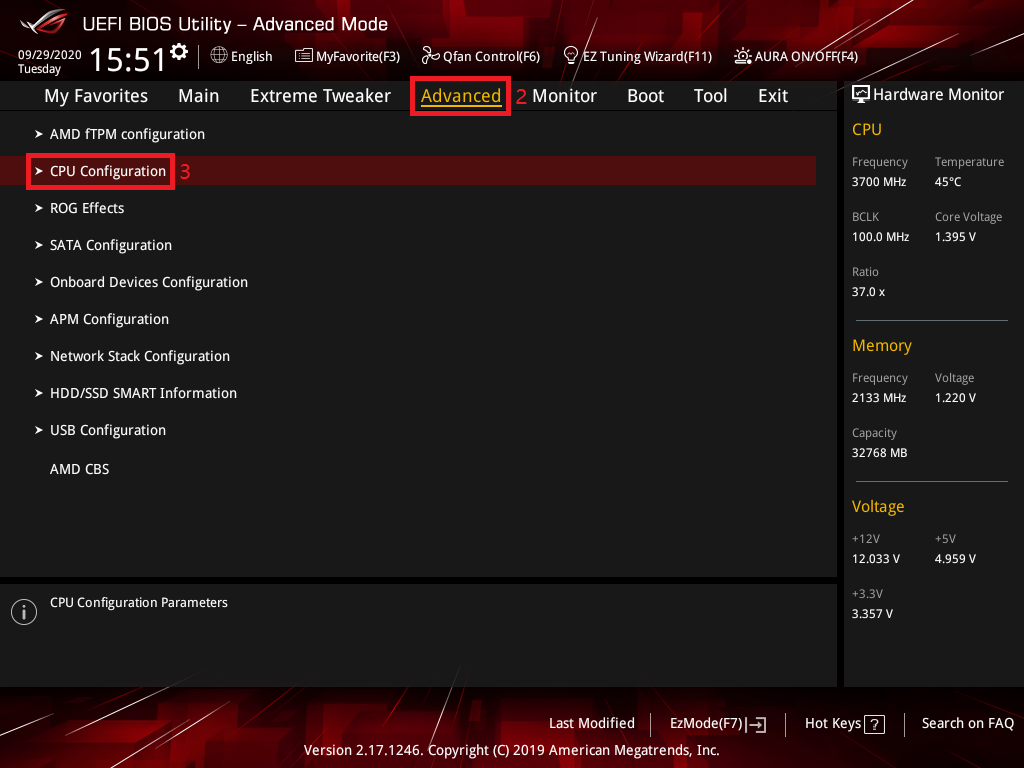 UEFI BIOS Utility – Advanced Mode
09/29/2020
Tuesday
15:51
English
MyFavorite(F3)
Qfan Control(F6)
EZ Tuning Wizard(F11)
AURA ON/OFF(F4)
My Favorites
Main
Extreme Tweaker
Advanced
2
Monitor
Boot
Tool
Exit
AMD fTPM configuration
CPU Configuration
3
ROG Effects
SATA Configuration
Onboard Devices Configuration
APM Configuration
Network Stack Configuration
HDD/SSD SMART Information
USB Configuration
AMD CBS
CPU Configuration Parameters
Hardware Monitor
CPU
Frequency Temperature
3700 MHz 45°C
BCLK Core Voltage
100.0 MHz 1.395 V
Ratio
37.0 x
Memory
Frequency Voltage
2133 MHz 1.220 V
Capacity
32768 MB
Voltage
+12V +5V
12.033 V 4.959 V
+3.3V
3.357 V
Last Modified
EzMode(F7)
Hot Keys ?
Search on FAQ
Version 2.17.1246. Copyright (C) 2019 American Megatrends, Inc.